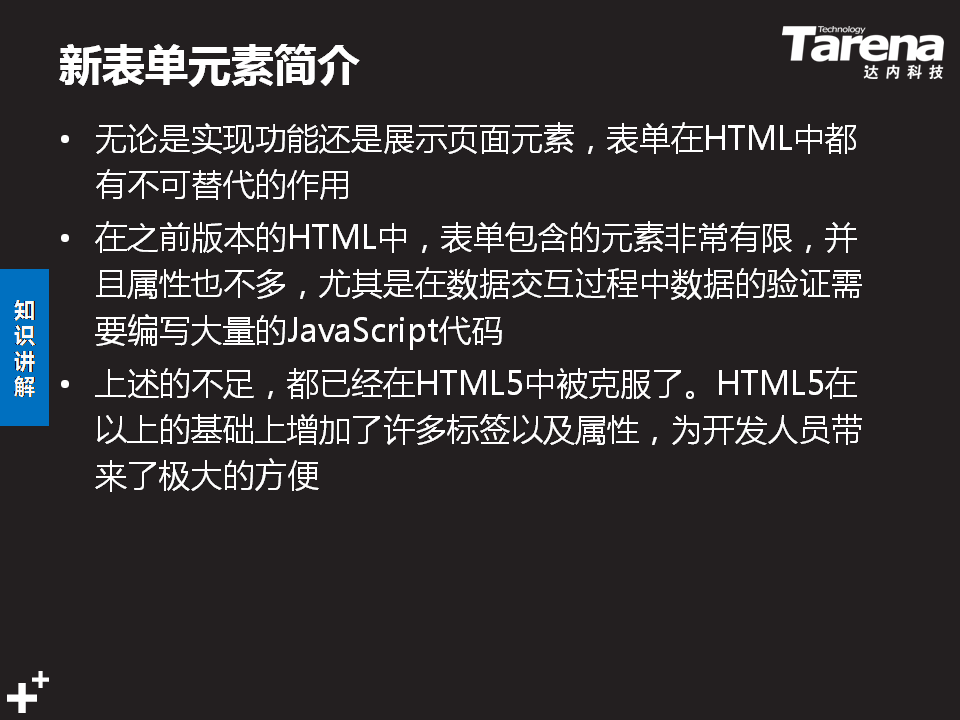 新表单元素简介
Technology
Tarena
达内科技
• 无论是实现功能还是展示页面元素，表单在HTML中都
有不可替代的作用
• 在之前版本的HTML中，表单包含的元素非常有限，并
且属性也不多，尤其是在数据交互过程中数据的验证需
要编写大量的JavaScript代码
• 上述的不足，都已经在HTML5中被克服了。HTML5在
以上的基础上增加了许多标签以及属性，为开发人员带
来了极大的方便
知
识
讲
解